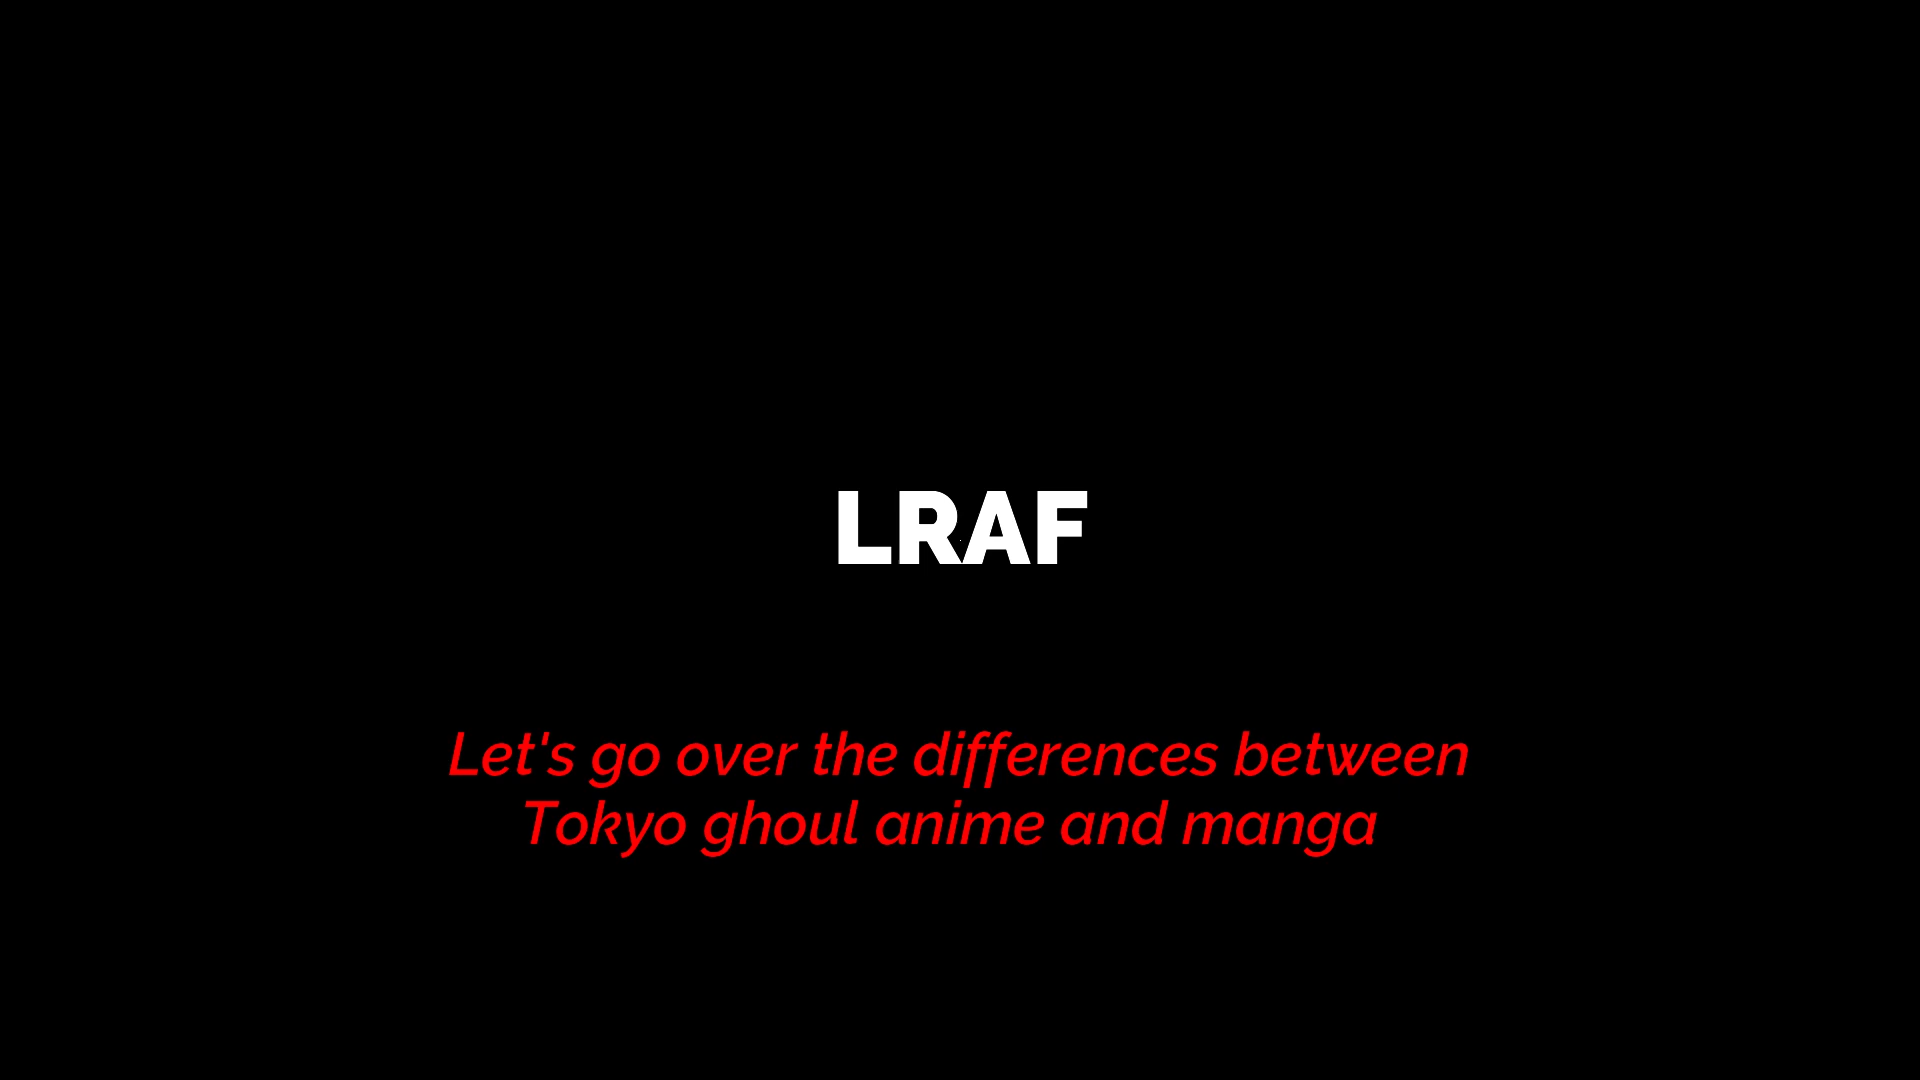 LRAF
Let's go over the differences between
Tokyo ghoul anime and manga